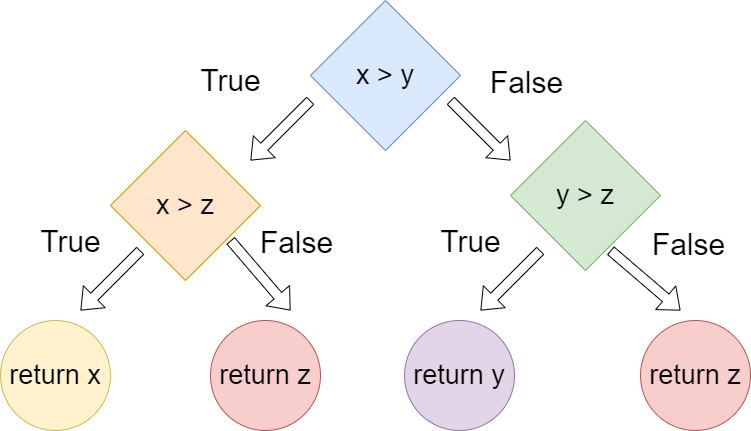 x > y
True
False
x > z
y > z
True
False
True
False
return x
return z
return y
return z